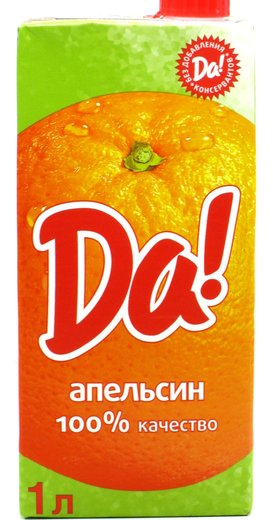 БЕЗ ДОБАВЛЕНИЯ
Da!
КОНСЕРВАНТОВ
Da!
апельсин
100% качество
1 л